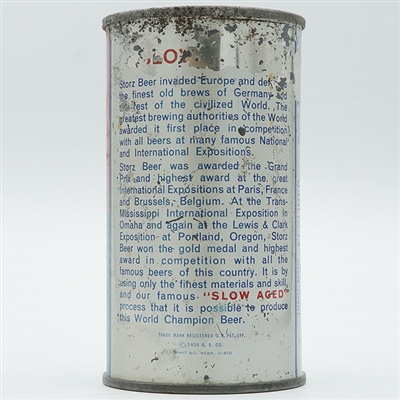 Storz Beer invaded Europe and
the finest old brews of Germany and
of the civilized World. The
greatest brewing authorities of the World
awarded it first place in competition
with all beers at many famous National
and International Expositions.
Storz Beer was awarded the Grand
Prix and highest award at the great
International Expositions at Paris, France
and Brussels, Belgium. At the Trans-
Mississippi International Exposition in
Omaha and again at the Lewis & Clark
Exposition at Portland, Oregon, Storz
Beer won the gold medal and highest
award in competition with all the
famous beers of this country. It is by
using only the finest materials and skill,
and our famous "SLOW AGED"
process that it is possible to produce
this World Champion Beer.
TRADE MARK REGISTERED U.S. PAT. OFF.